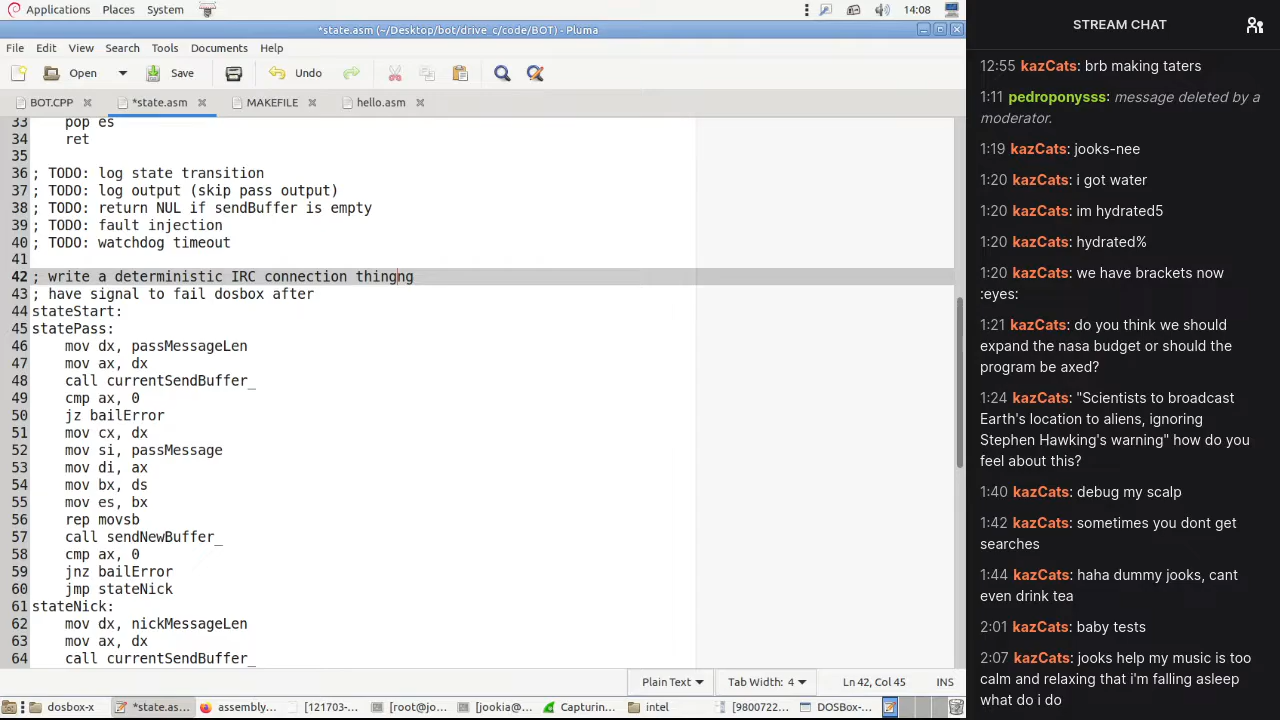 Applications Places System 14:08
*state.asm (~/Desktop/bot/drive_c/code/BOT) - Pluma
File Edit View Search Tools Documents Help
Open Save Undo
BOT.CPP *state.asm MAKEFILE hello.asm
33 pop es
34 ret
35
36 ; TODO: log state transition
37 ; TODO: log output (skip pass output)
38 ; TODO: return NUL if sendBuffer is empty
39 ; TODO: fault injection
40 ; TODO: watchdog timeout
41
42 ; write a deterministic IRC connection thingng
43 ; have signal to fail dosbox after
44 stateStart:
45 statePass:
46 mov dx, passMessageLen
47 mov ax, dx
48 call currentSendBuffer_
49 cmp ax, 0
50 jz bailError
51 mov cx, dx
52 mov si, passMessage
53 mov di, ax
54 mov bx, ds
55 mov es, bx
56 rep movsb
57 call sendNewBuffer_
58 cmp ax, 0
59 jnz bailError
60 jmp stateNick
61 stateNick:
62 mov dx, nickMessageLen
63 mov ax, dx
64 call currentSendBuffer_
Plain Text Tab Width: 4 Ln 42, Col 45 INS
dosbox-x *state.as... assembly... [121703-... [root@jo... [jookia@... Capturin... intel [9800722... DOSBox-...
STREAM CHAT
12:55 kazCats: brb making taters
1:11 pedroponysss: message deleted by a
moderator.
1:19 kazCats: jooks-nee
1:20 kazCats: i got water
1:20 kazCats: im hydrated5
1:20 kazCats: hydrated%
1:20 kazCats: we have brackets now
:eyes:
1:21 kazCats: do you think we should
expand the nasa budget or should the
program be axed?
1:24 kazCats: "Scientists to broadcast
Earth's location to aliens, ignoring
Stephen Hawking's warning" how do you
feel about this?
1:40 kazCats: debug my scalp
1:42 kazCats: sometimes you dont get
searches
1:44 kazCats: haha dummy jooks, cant
even drink tea
2:01 kazCats: baby tests
2:07 kazCats: jooks help my music is too
calm and relaxing that i'm falling asleep
what do i do